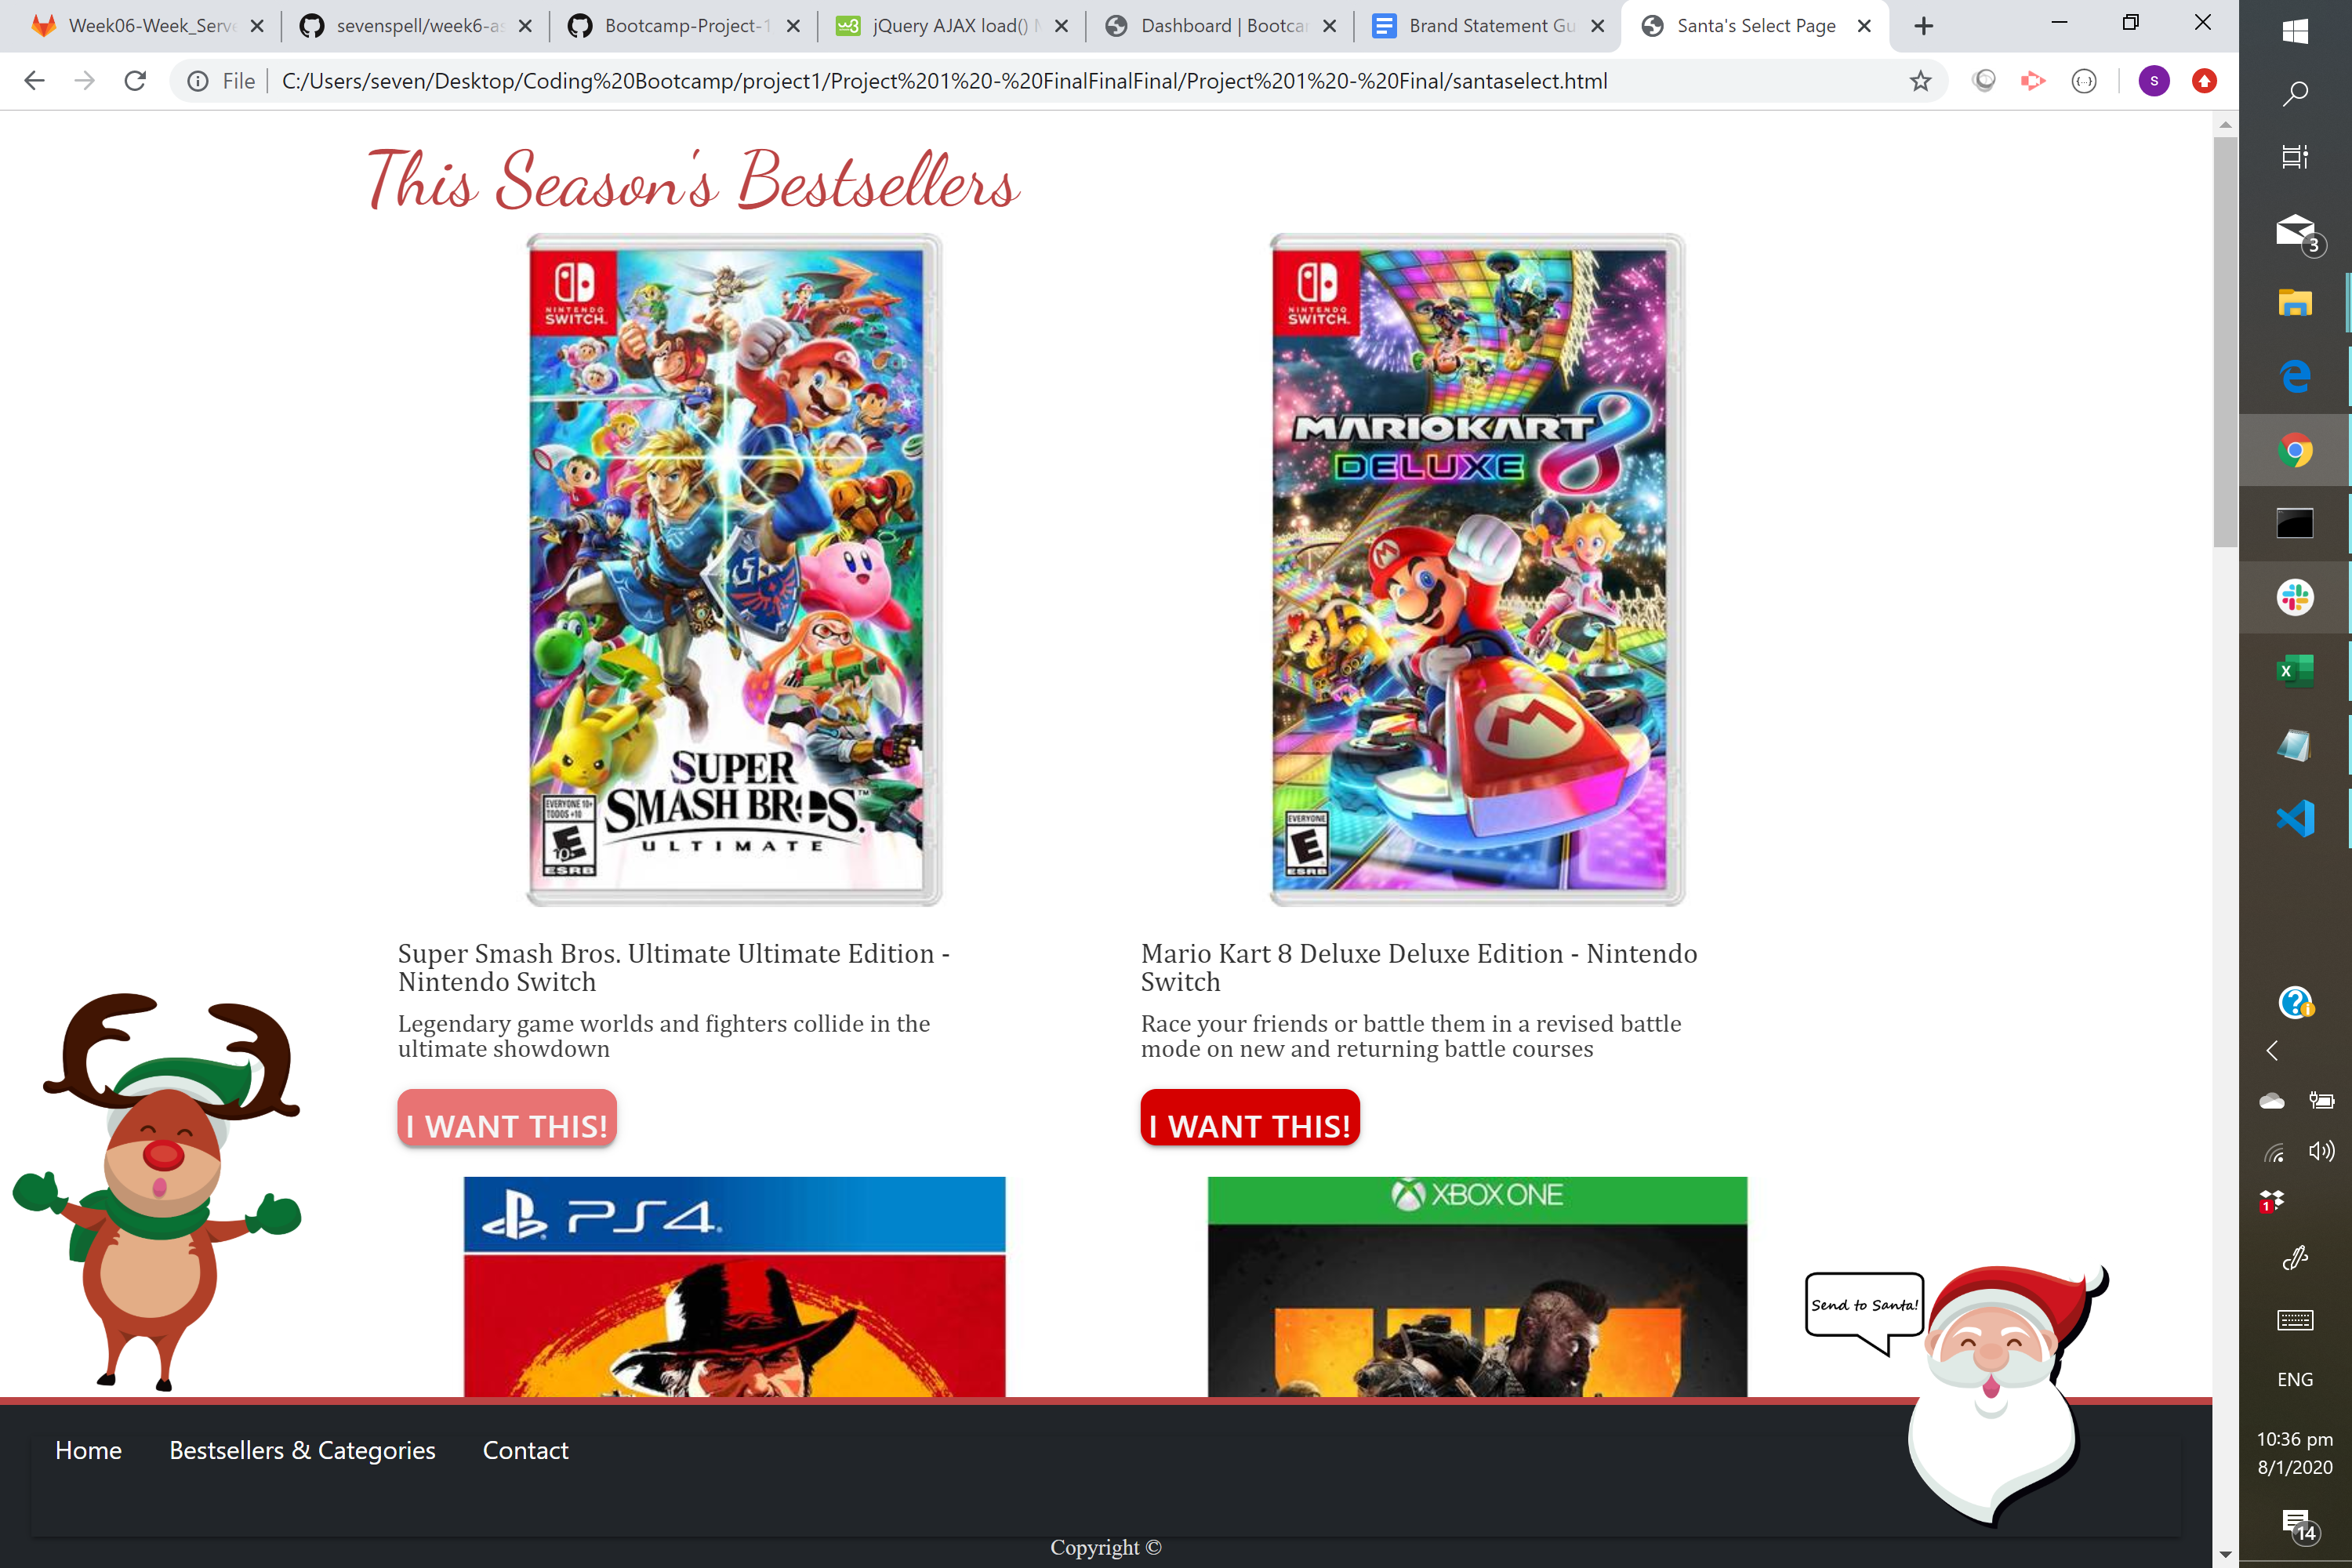 Week06-Week_Serve
sevenspell/week6-as
Bootcamp-Project-1
jQuery AJAX load() M
Dashboard | Bootcar
Brand Statement Gu
Santa's Select Page
File
C:/Users/seven/Desktop/Coding%20Bootcamp/project1/Project%201%20-%20FinalFinalFinal/Project%201%20-%20Final/santaselect.html
This Season's Bestsellers
NINTENDO
SWITCH
SUPER
SMASH BROS.™
ULTIMATE
EVERYONE 10+
TODOS +10
E
10+
ESRB
NINTENDO
SWITCH
MARIOKART 8
DELUXE
M
M
EVERYONE
E
ESRB
Super Smash Bros. Ultimate Ultimate Edition -
Nintendo Switch
Legendary game worlds and fighters collide in the
ultimate showdown
I WANT THIS!
Mario Kart 8 Deluxe Deluxe Edition - Nintendo
Switch
Race your friends or battle them in a revised battle
mode on new and returning battle courses
I WANT THIS!
PS4
XBOX ONE
Send to Santa!
Home
Bestsellers & Categories
Contact
Copyright ©
S
3
X
1
ENG
10:36 pm
8/1/2020
14